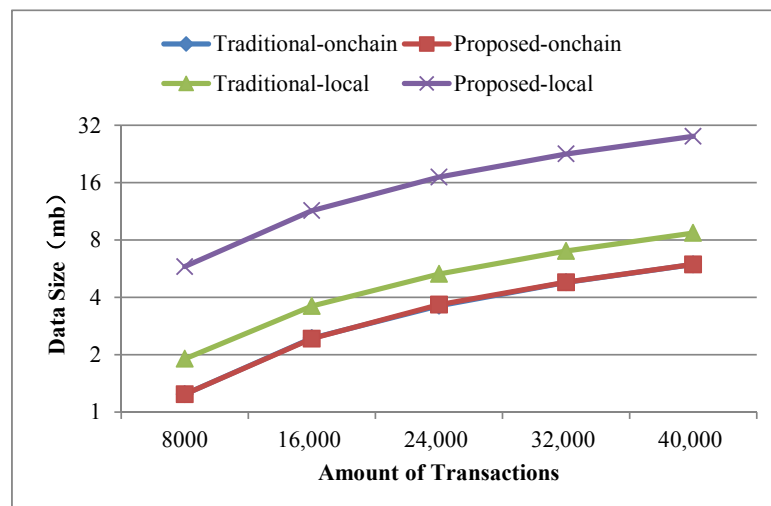 Traditional-onchain Proposed-onchain
Traditional-local Proposed-local
32
16
8
4
2
1
Data Size（mb）
8000 16,000 24,000 32,000 40,000
Amount of Transactions